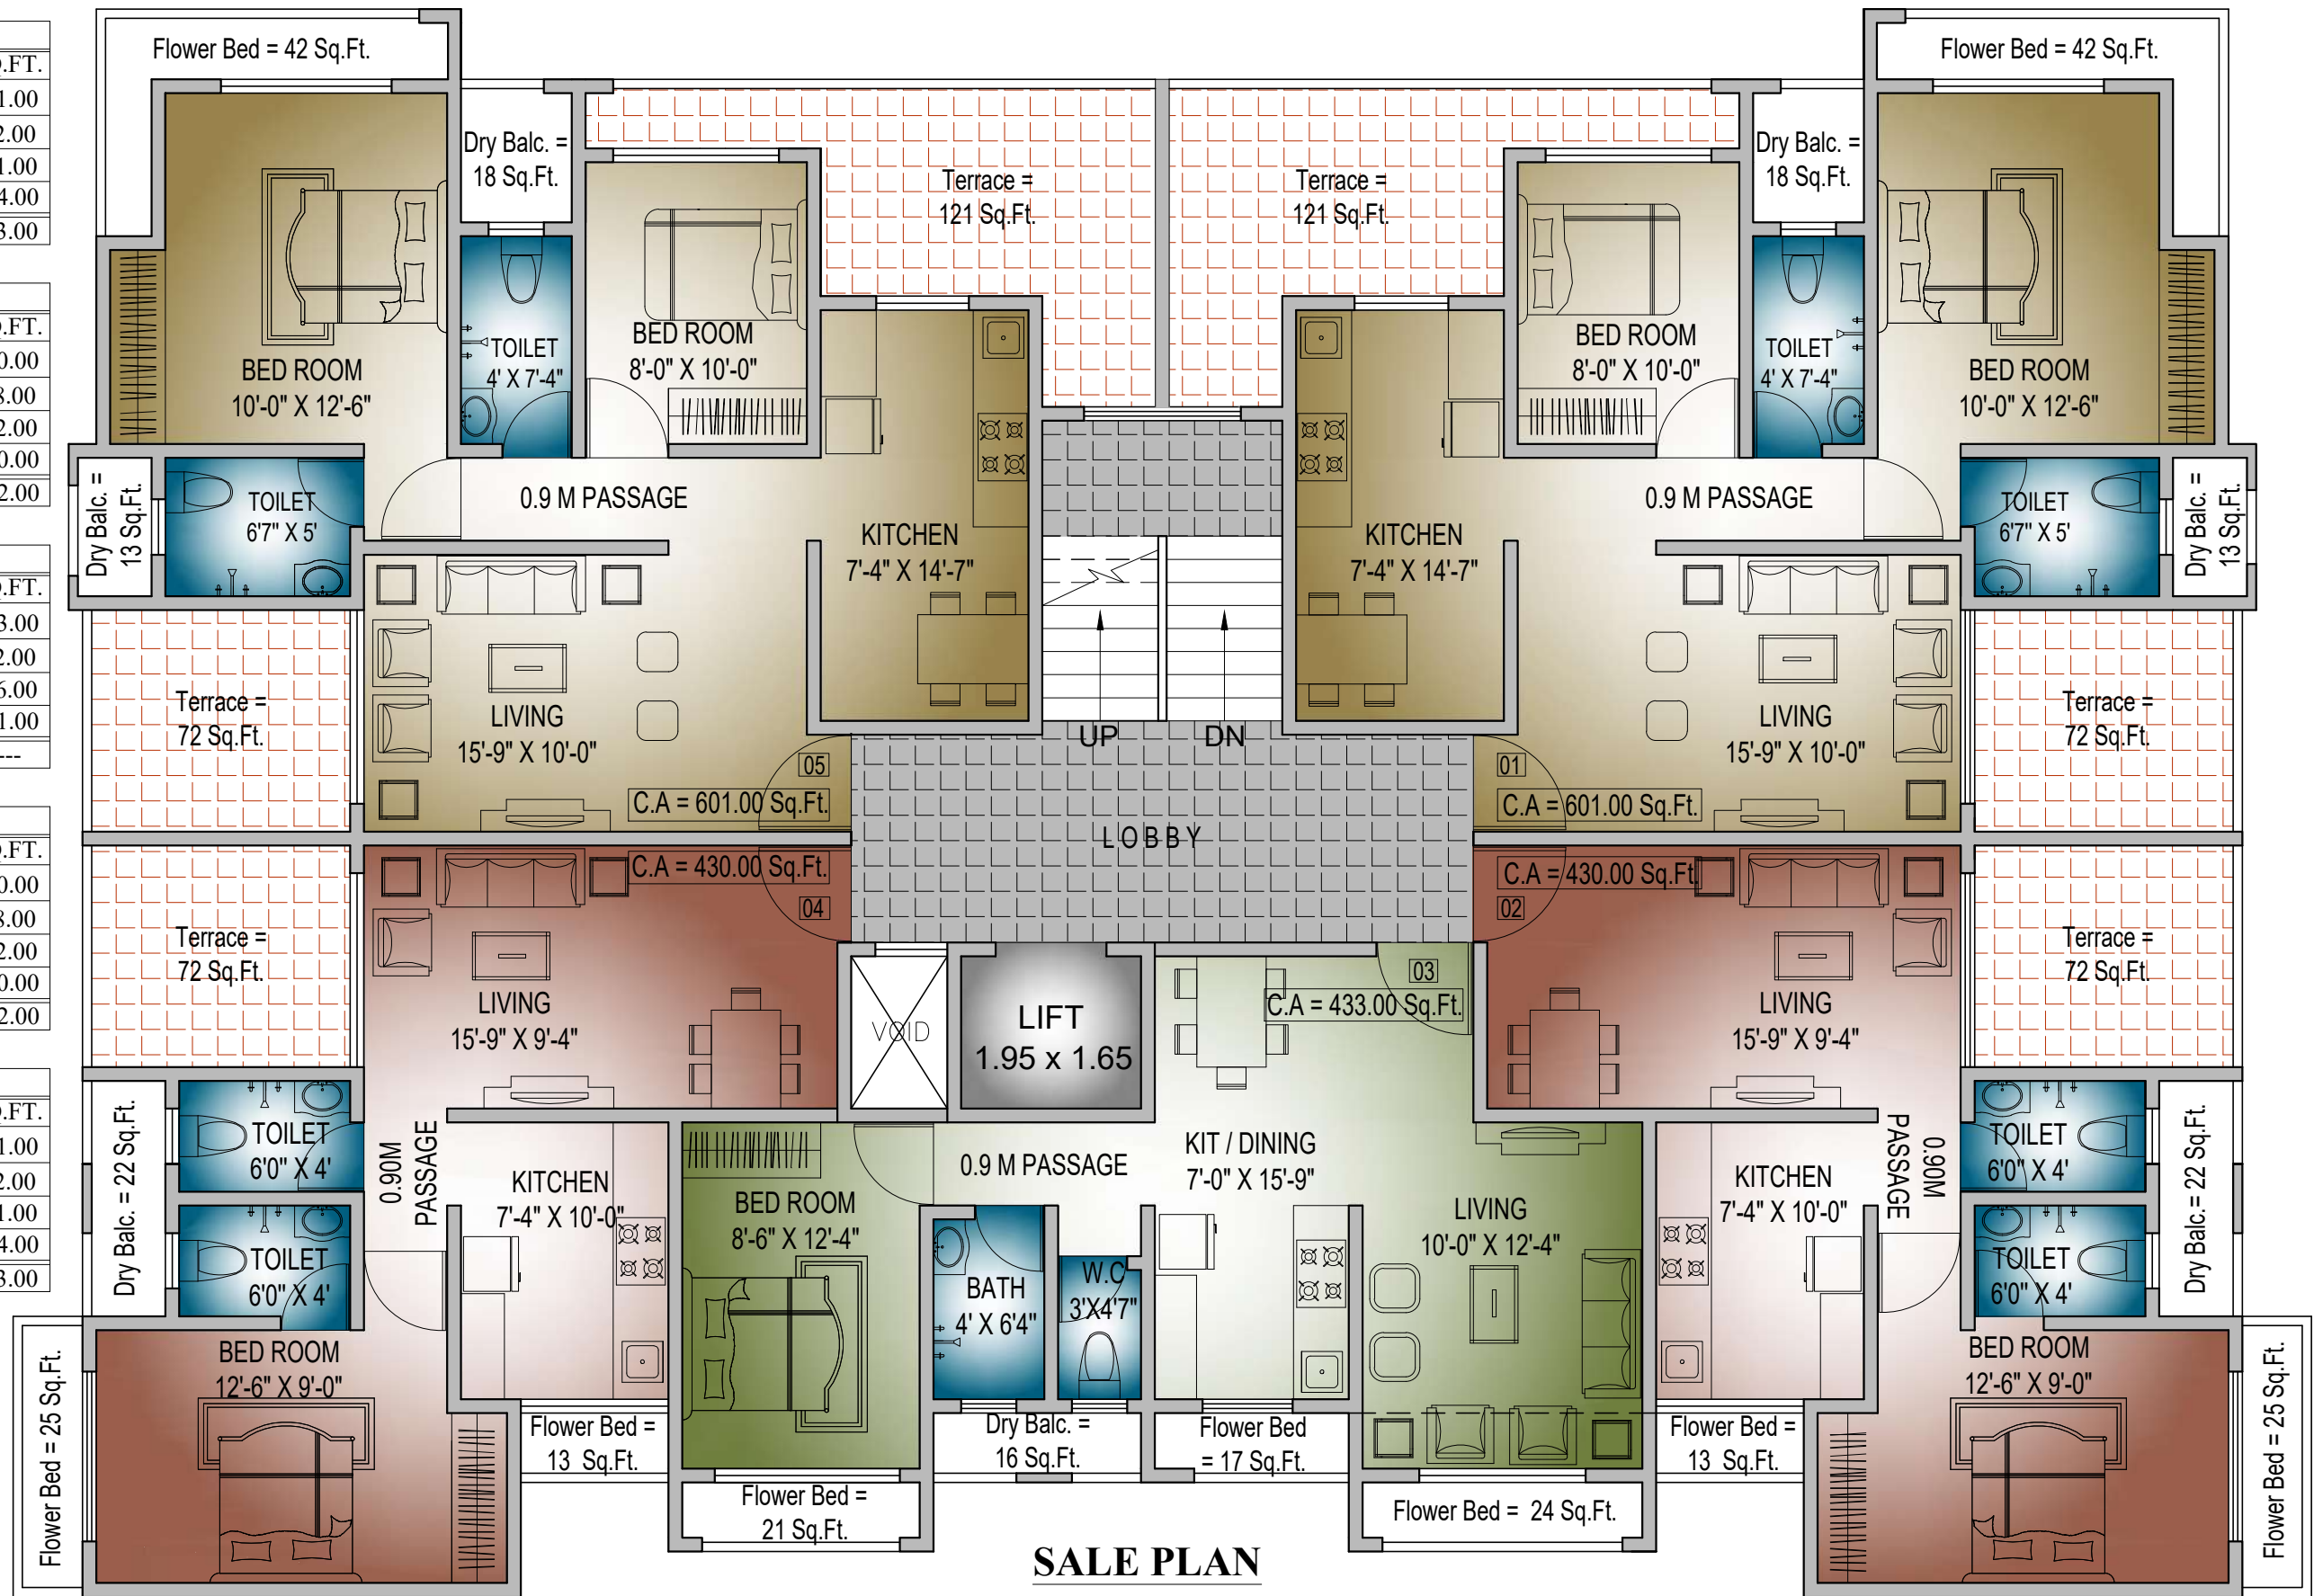 Flower Bed = 42 Sq.Ft.
Flower Bed = 42 Sq.Ft.
Dry Balc. =
18 Sq.Ft.
Terrace =
121 Sq.Ft.
Terrace =
121 Sq.Ft.
Dry Balc. =
18 Sq.Ft.
BED ROOM
10'-0" X 12'-6"
TOILET
4' X 7'-4"
BED ROOM
8'-0" X 10'-0"
BED ROOM
8'-0" X 10'-0"
TOILET
4' X 7'-4"
BED ROOM
10'-0" X 12'-6"
Dry Balc. =
13 Sq.Ft.
TOILET
6'7" X 5'
0.9 M PASSAGE
KITCHEN
7'-4" X 14'-7"
KITCHEN
7'-4" X 14'-7"
0.9 M PASSAGE
TOILET
6'7" X 5'
Dry Balc. =
13 Sq.Ft.
Terrace =
72 Sq.Ft.
LIVING
15'-9" X 10'-0"
05
C.A = 601.00 Sq.Ft.
UP
DN
LOBBY
01
C.A = 601.00 Sq.Ft.
LIVING
15'-9" X 10'-0"
Terrace =
72 Sq.Ft.
Terrace =
72 Sq.Ft.
C.A = 430.00 Sq.Ft.
04
LIVING
15'-9" X 9'-4"
VOID
LIFT
1.95 x 1.65
03
C.A = 433.00 Sq.Ft.
C.A = 430.00 Sq.Ft.
02
LIVING
15'-9" X 9'-4"
Terrace =
72 Sq.Ft.
Dry Balc. = 22 Sq.Ft.
TOILET
6'0" X 4'
TOILET
6'0" X 4'
0.90M
PASSAGE
KITCHEN
7'-4" X 10'-0"
BED ROOM
8'-6" X 12'-4"
0.9 M PASSAGE
BATH
4' X 6'4"
W.C
3'X4'7"
KIT / DINING
7'-0" X 15'-9"
LIVING
10'-0" X 12'-4"
KITCHEN
7'-4" X 10'-0"
0.90M
PASSAGE
TOILET
6'0" X 4'
TOILET
6'0" X 4'
Dry Balc.= 22 Sq.Ft.
Flower Bed = 25 Sq.Ft.
BED ROOM
12'-6" X 9'-0"
Flower Bed =
13 Sq.Ft.
Flower Bed =
21 Sq.Ft.
Dry Balc. =
16 Sq.Ft.
Flower Bed
= 17 Sq.Ft.
Flower Bed = 24 Sq.Ft.
Flower Bed =
13 Sq.Ft.
BED ROOM
12'-6" X 9'-0"
Flower Bed = 25 Sq.Ft.
SALE PLAN